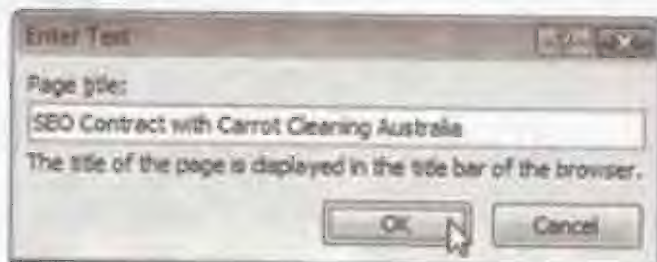 Enter Text
Page title:
SEO Contract with Carrot Cleaning Australia
The title of the page is displayed in the title bar of the browser.
OK
Cancel